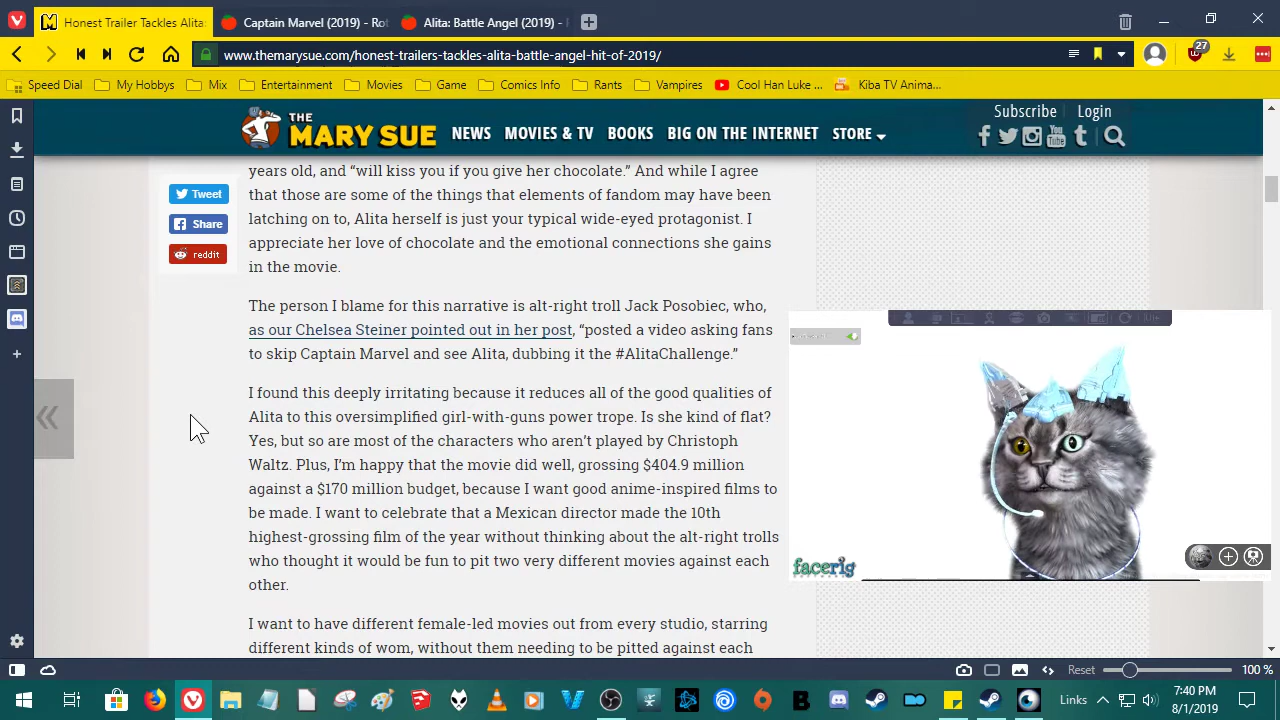 Honest Trailer Tackles Alita:
Captain Marvel (2019) - Rot
Alita: Battle Angel (2019) -
www.themarysue.com/honest-trailers-tackles-alita-battle-angel-hit-of-2019/
27
Speed Dial
My Hobbys
Mix
Entertainment
Movies
Game
Comics Info
Rants
Vampires
Cool Han Luke ...
Kiba TV Anima...
THE
MARY SUE
NEWS
MOVIES & TV
BOOKS
BIG ON THE INTERNET
STORE
Subscribe
Login
Tweet
Share
reddit
years old, and “will kiss you if you give her chocolate.” And while I agree
that those are some of the things that elements of fandom may have been
latching on to, Alita herself is just your typical wide-eyed protagonist. I
appreciate her love of chocolate and the emotional connections she gains
in the movie.
The person I blame for this narrative is alt-right troll Jack Posobiec, who,
as our Chelsea Steiner pointed out in her post, “posted a video asking fans
to skip Captain Marvel and see Alita, dubbing it the #AlitaChallenge.”
I found this deeply irritating because it reduces all of the good qualities of
Alita to this oversimplified girl-with-guns power trope. Is she kind of flat?
Yes, but so are most of the characters who aren’t played by Christoph
Waltz. Plus, I’m happy that the movie did well, grossing $404.9 million
against a $170 million budget, because I want good anime-inspired films to
be made. I want to celebrate that a Mexican director made the 10th
highest-grossing film of the year without thinking about the alt-right trolls
who thought it would be fun to pit two very different movies against each
other.
I want to have different female-led movies out from every studio, starring
different kinds of wom, without them needing to be pitted against each
facerig
Reset
100 %
Links
7:40 PM
8/1/2019